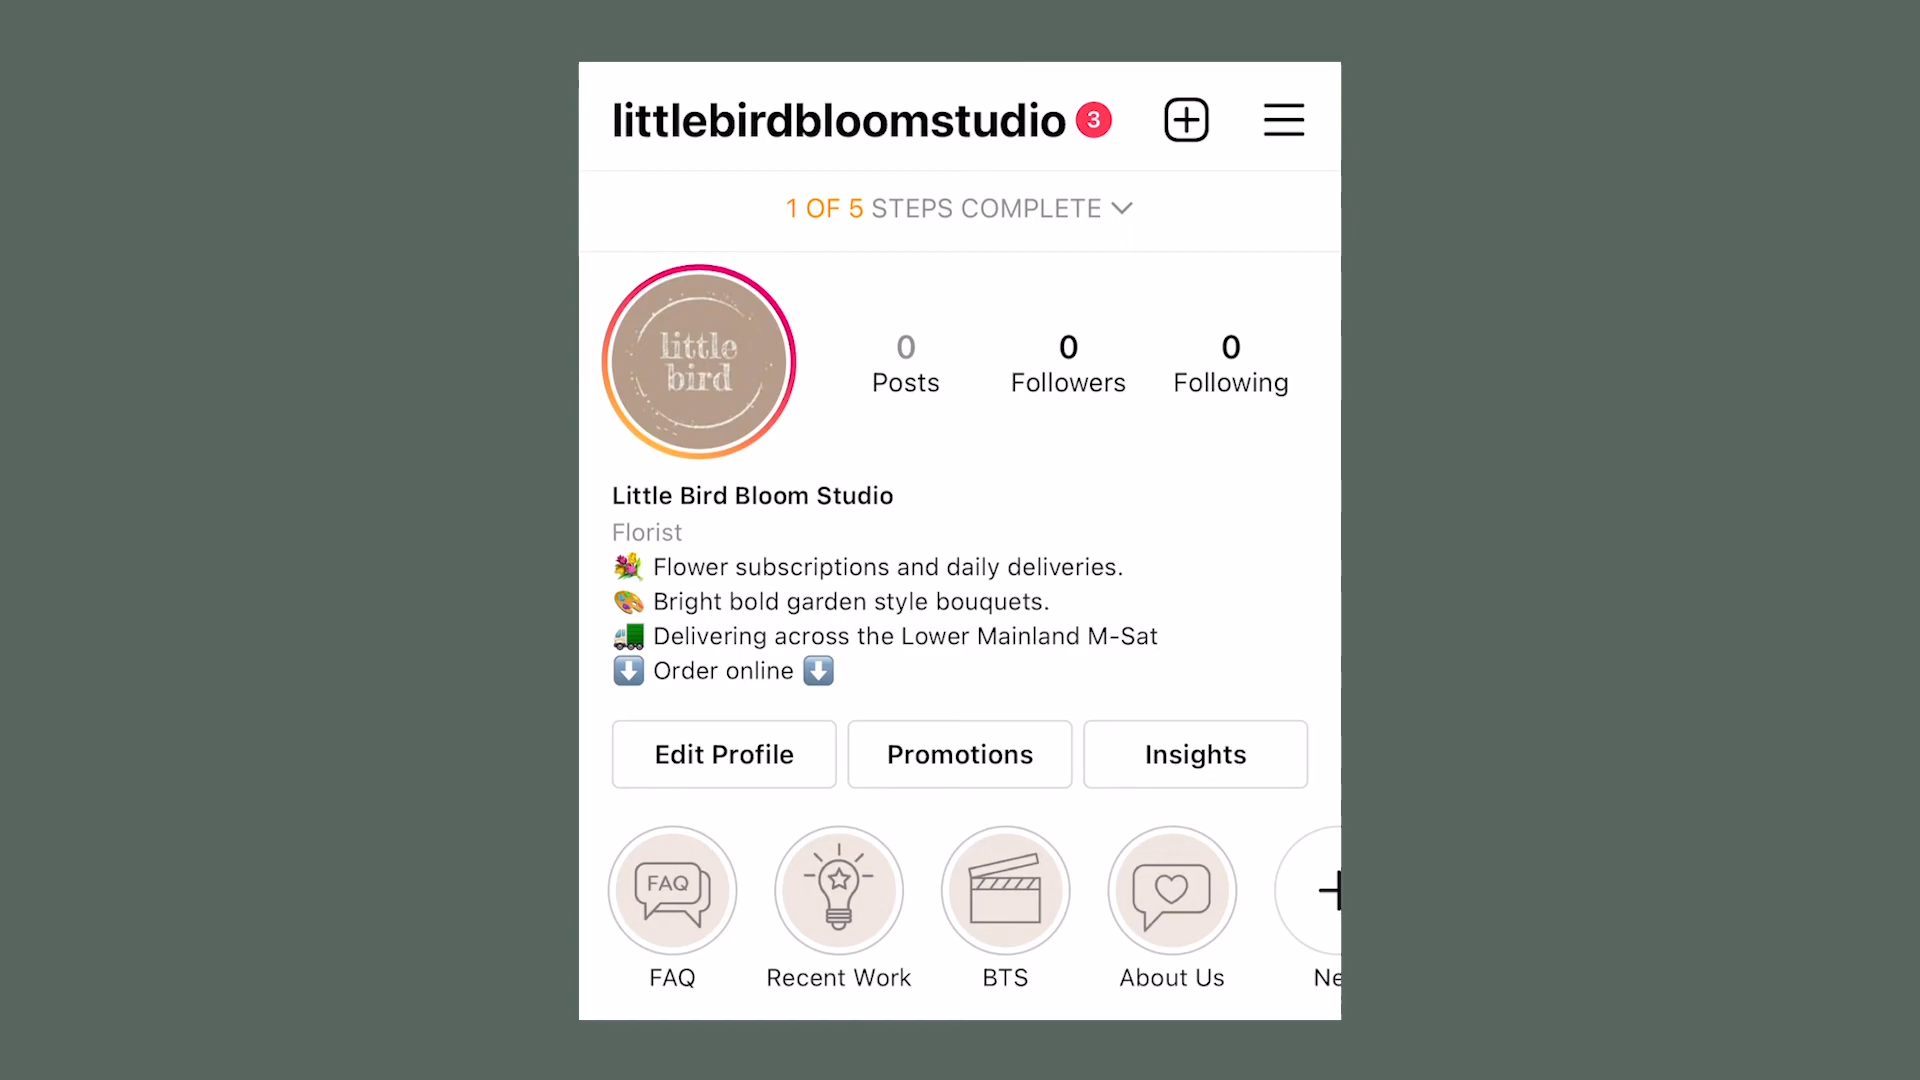 littlebirdbloomstudio 3
1 OF 5 STEPS COMPLETE
little
bird
0 0 0
Posts Followers Following
Little Bird Bloom Studio
Florist
💐 Flower subscriptions and daily deliveries.
🎨 Bright bold garden style bouquets.
🚛 Delivering across the Lower Mainland M-Sat
⬇️ Order online ⬇️
Edit Profile Promotions Insights
FAQ
FAQ Recent Work BTS About Us Ne